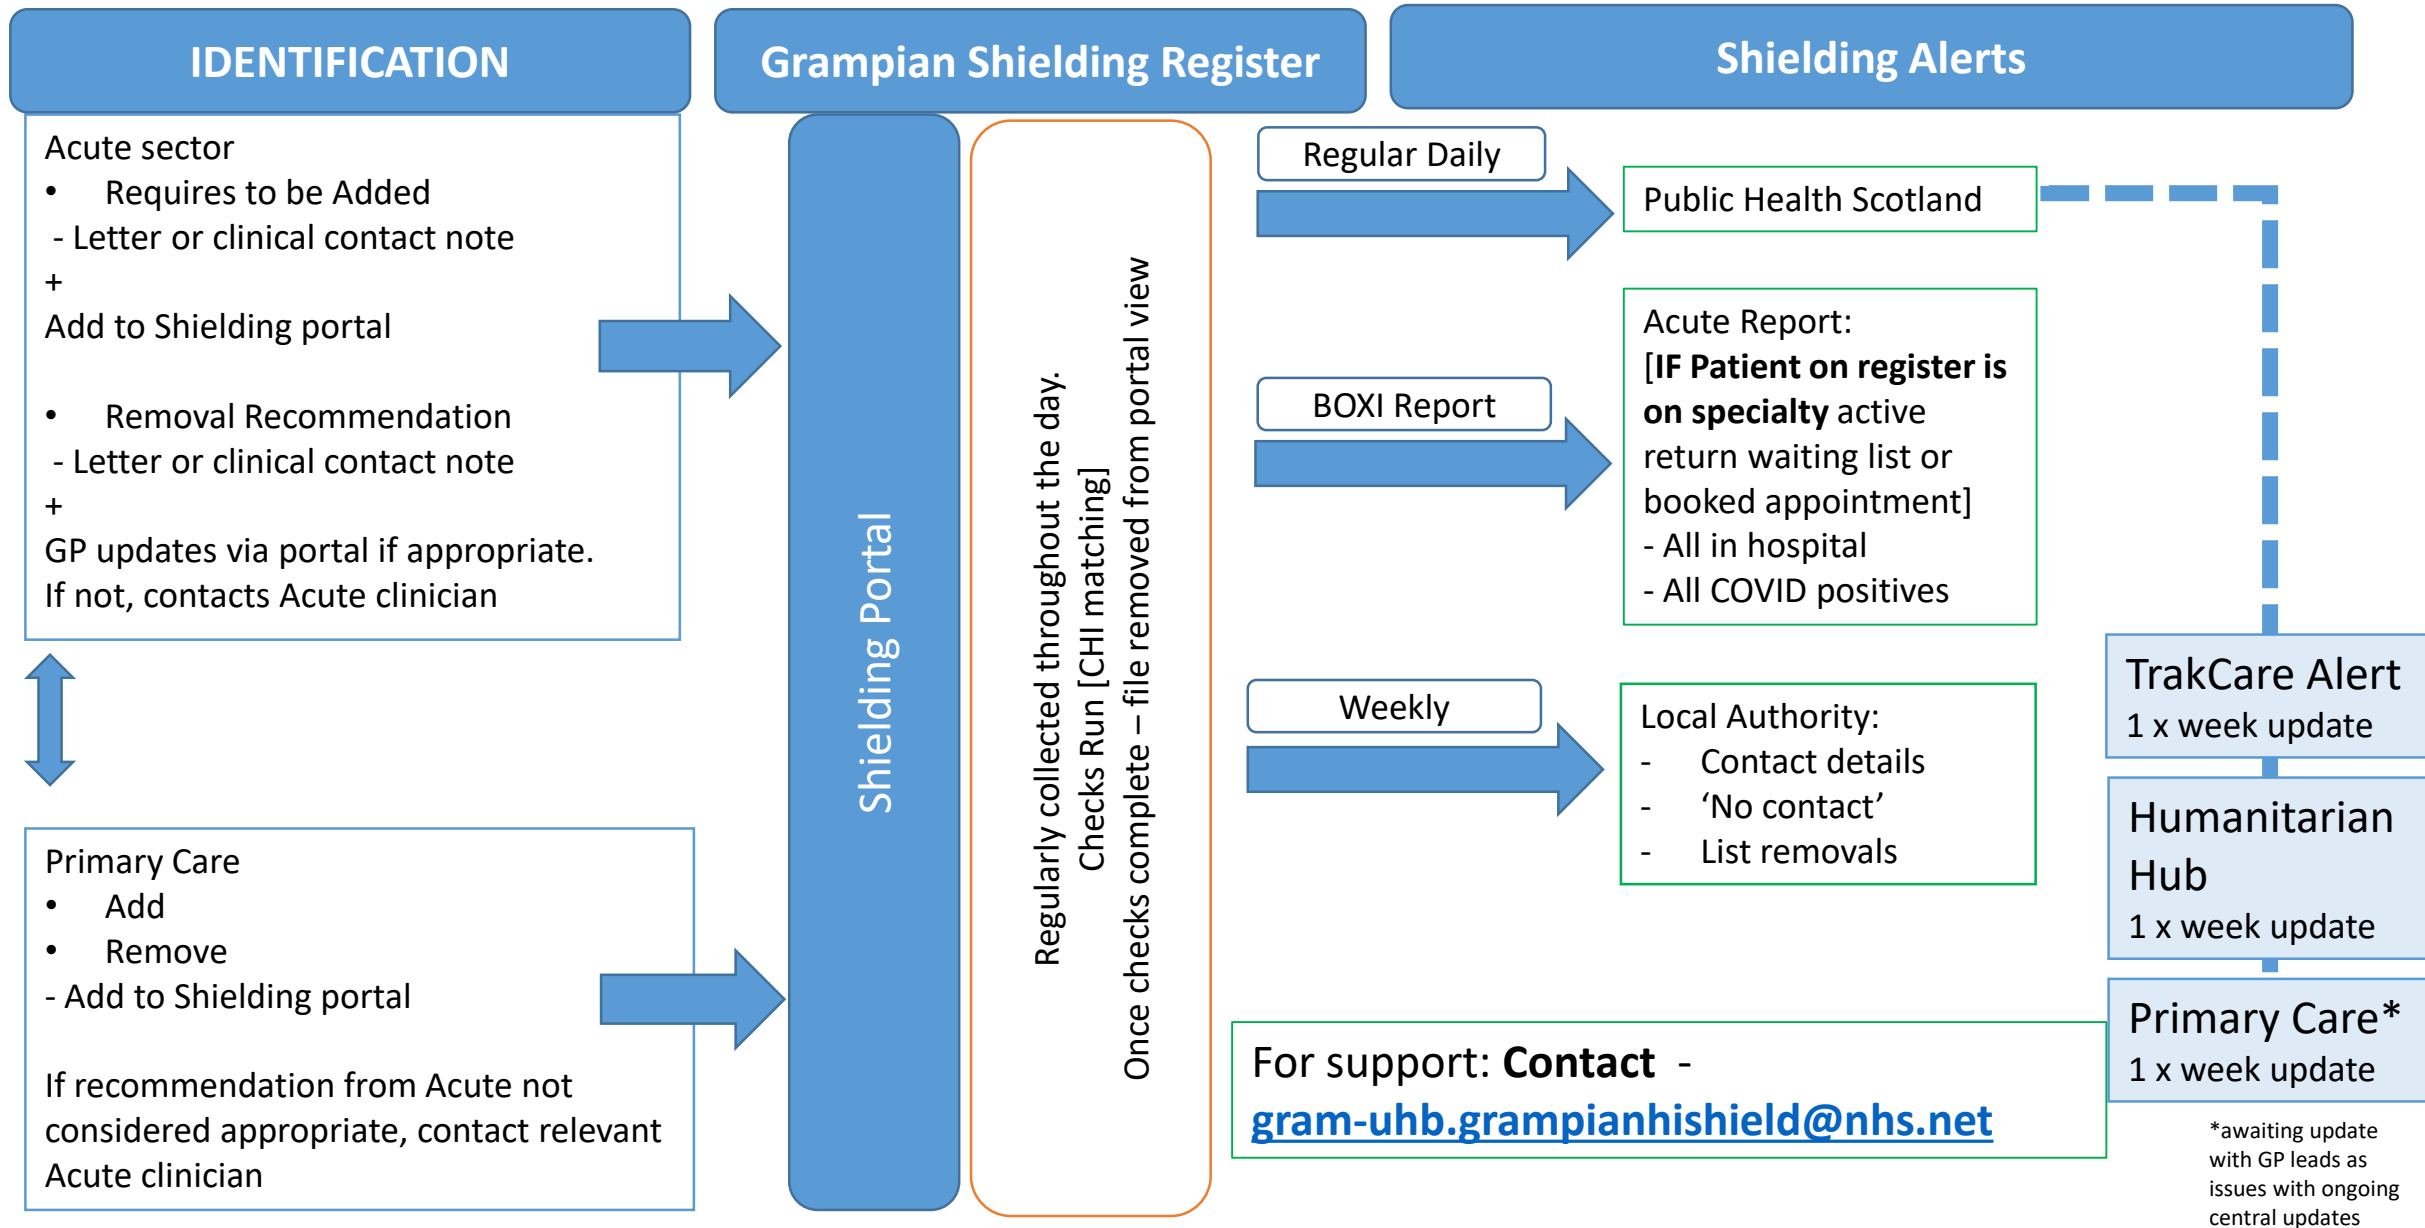 IDENTIFICATION
Acute sector
• Requires to be Added
- Letter or clinical contact note
+
Add to Shielding portal
• Removal Recommendation
- Letter or clinical contact note
+
GP updates via portal if appropriate.
If not, contacts Acute clinician
Primary Care
• Add
• Remove
- Add to Shielding portal
If recommendation from Acute not
considered appropriate, contact relevant
Acute clinician
Grampian Shielding Register
Shielding Portal
Regularly collected throughout the day.
Checks Run [CHI matching]
Once checks complete – file removed from portal view
Shielding Alerts
Regular Daily
Public Health Scotland
BOXI Report
Acute Report:
[IF Patient on register is
on specialty active
return waiting list or
booked appointment]
- All in hospital
- All COVID positives
Weekly
Local Authority:
- Contact details
- ‘No contact’
- List removals
TrakCare Alert
1 x week update
Humanitarian
Hub
1 x week update
Primary Care*
1 x week update
*awaiting update
with GP leads as
issues with ongoing
central updates
For support: Contact -
gram-uhb.grampianhishield@nhs.net